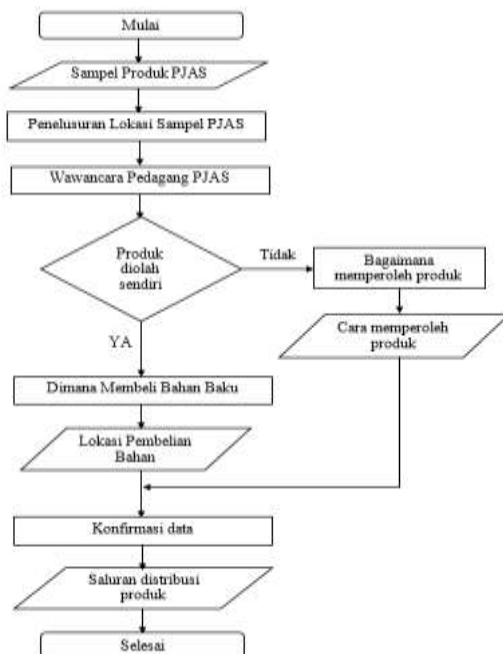 Mulai
Sampel Produk PJAS
Penelusuran Lokasi Sampel PJAS
Wawancara Pedagang PJAS
Produk
diolah
sendiri
Tidak
Bagaimana
memperoleh produk
Cara memperoleh
produk
YA
Dimana Membeli Bahan Baku
Lokasi Pembelian
Bahan
Konfirmasi data
Saluran distribusi
produk
Selesai